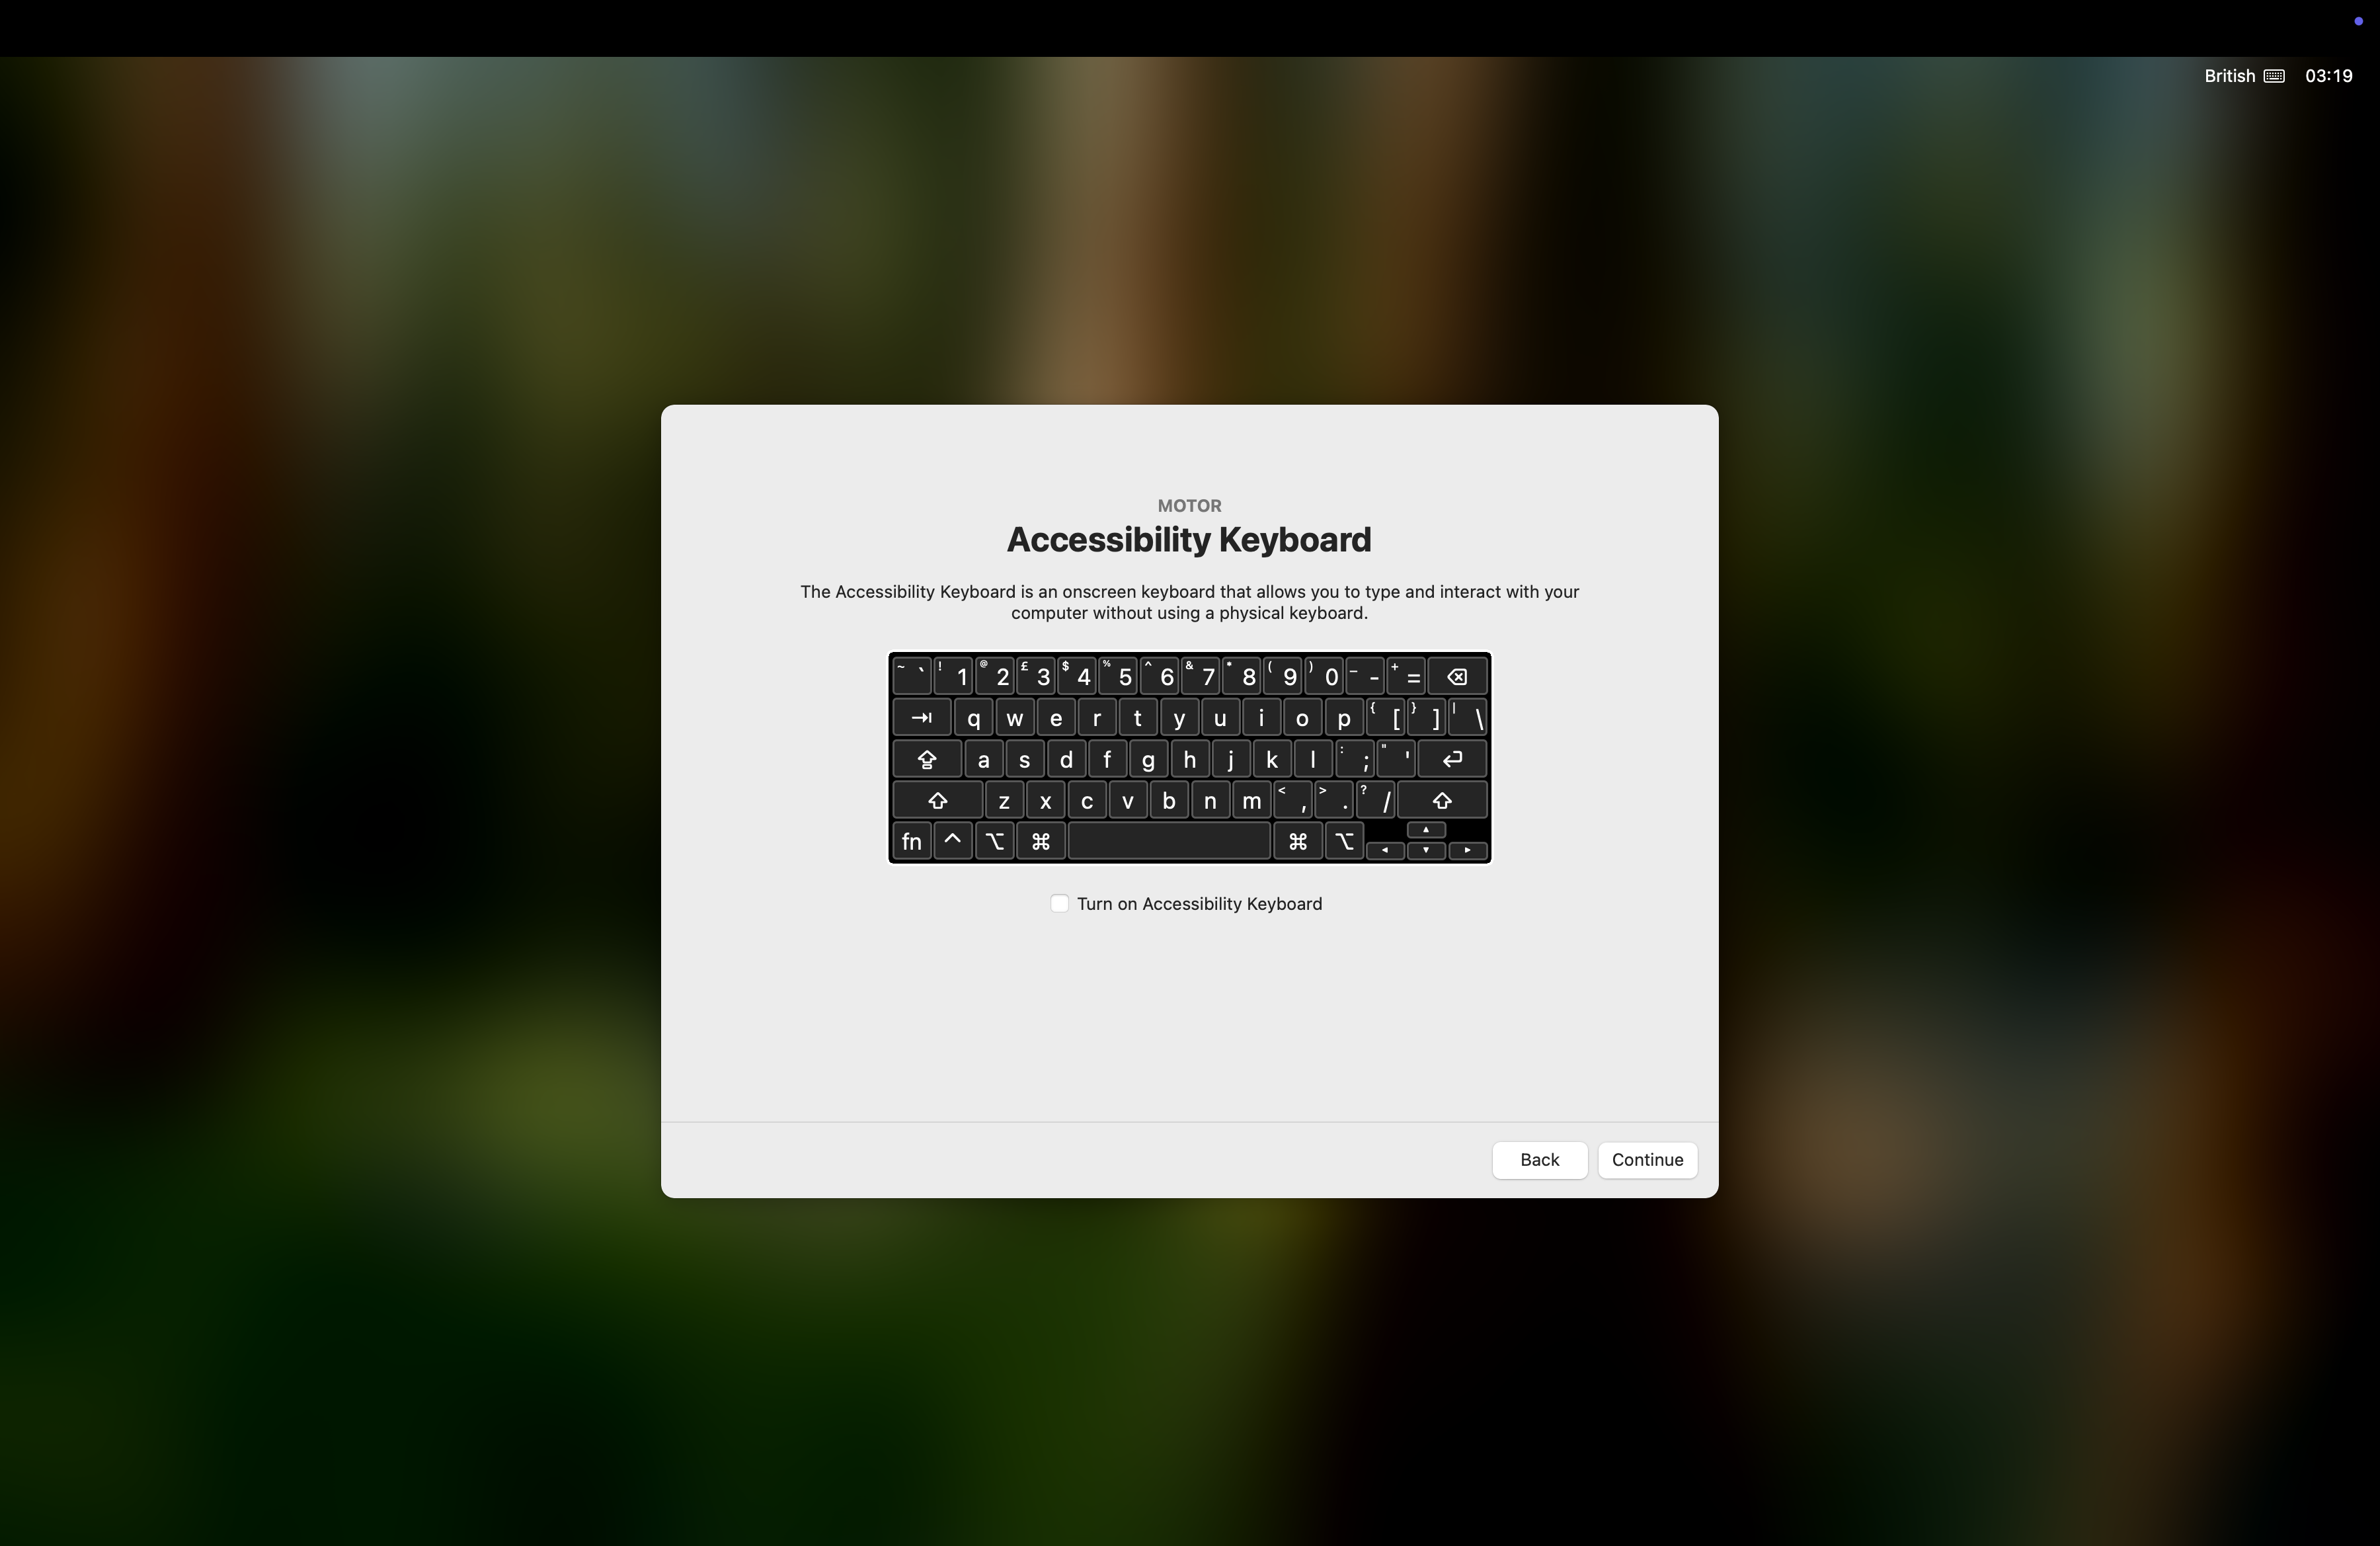 British 03:19
MOTOR
Accessibility Keyboard
The Accessibility Keyboard is an onscreen keyboard that allows you to type and interact with your
computer without using a physical keyboard.
~ ` ! 1 @ 2 £ 3 $ 4 % 5 ^ 6 & 7 * 8 ( 9 ) 0 _ - + =
q w e r t y u i o p { [ } ] | \
a s d f g h j k l : ; " '
z x c v b n m < , > . ? /
fn ^ ⌥ ⌘ ⌘ ⌥
Turn on Accessibility Keyboard
Back Continue